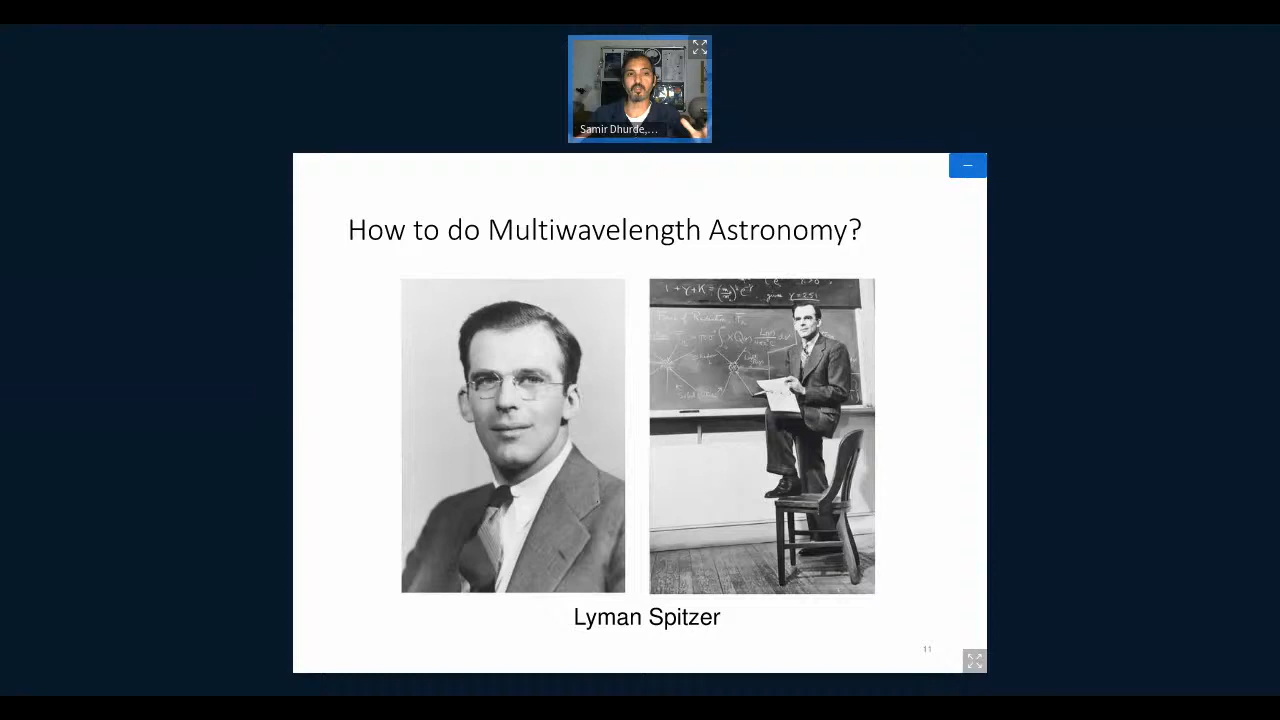 Samir Dhurde,...
How to do Multiwavelength Astronomy?
Lyman Spitzer
11